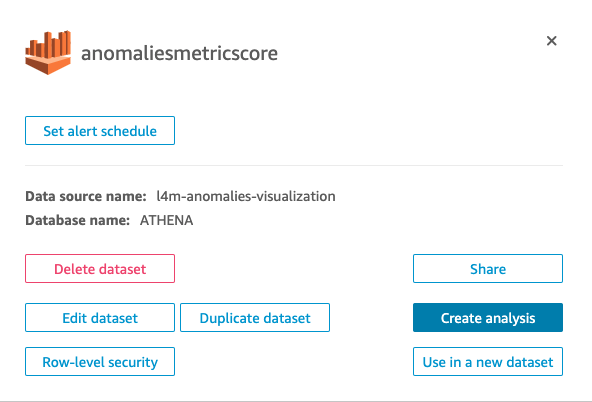 anomaliesmetricscore
Set alert schedule
Data source name: l4m-anomalies-visualization
Database name: ATHENA
Delete dataset Share
Edit dataset Duplicate dataset Create analysis
Row-level security Use in a new dataset